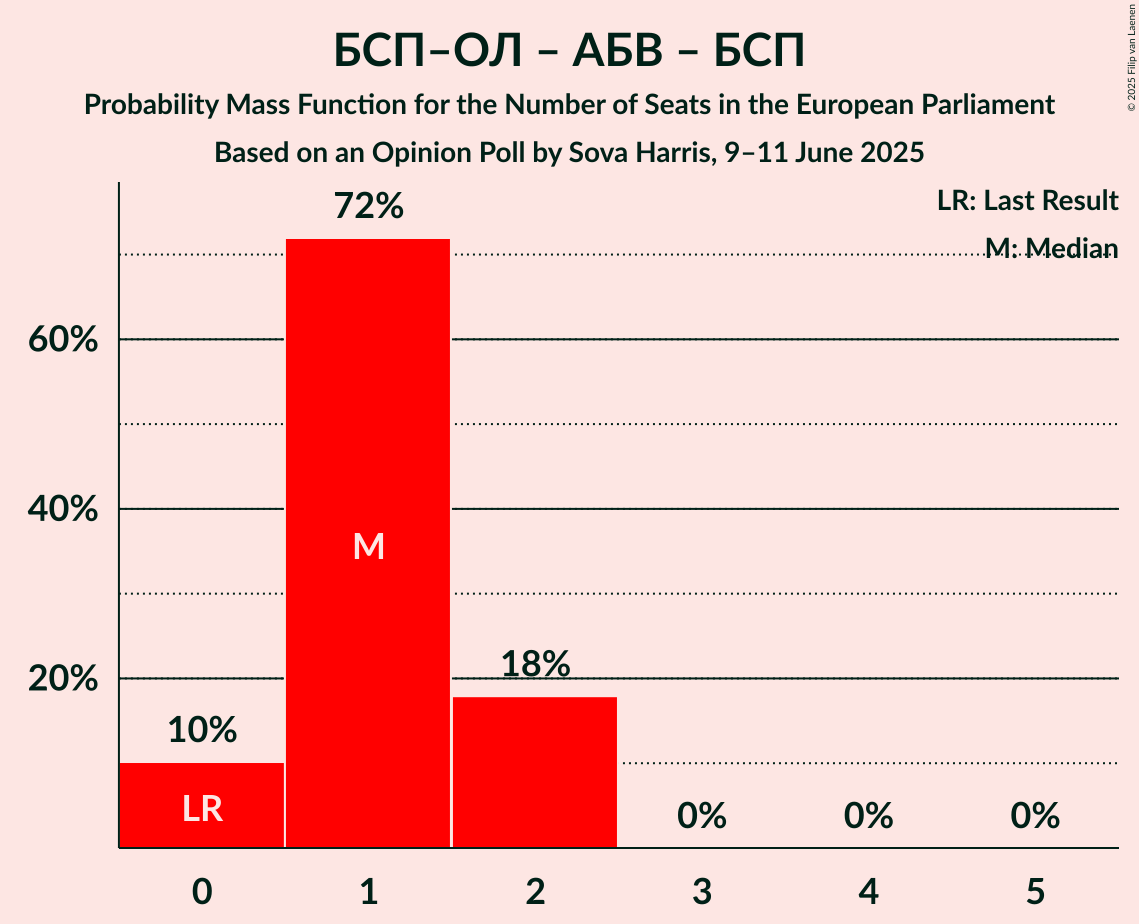 БСП–ОЛ – АБВ – БСП
Probability Mass Function for the Number of Seats in the European Parliament
Based on an Opinion Poll by Sova Harris, 9–11 June 2025
© 2025 Filip van Laenen
LR: Last Result
M: Median
72%
60%
40%
M
20%
18%
10%
LR
0%
0%
0%
0
1
2
3
4
5